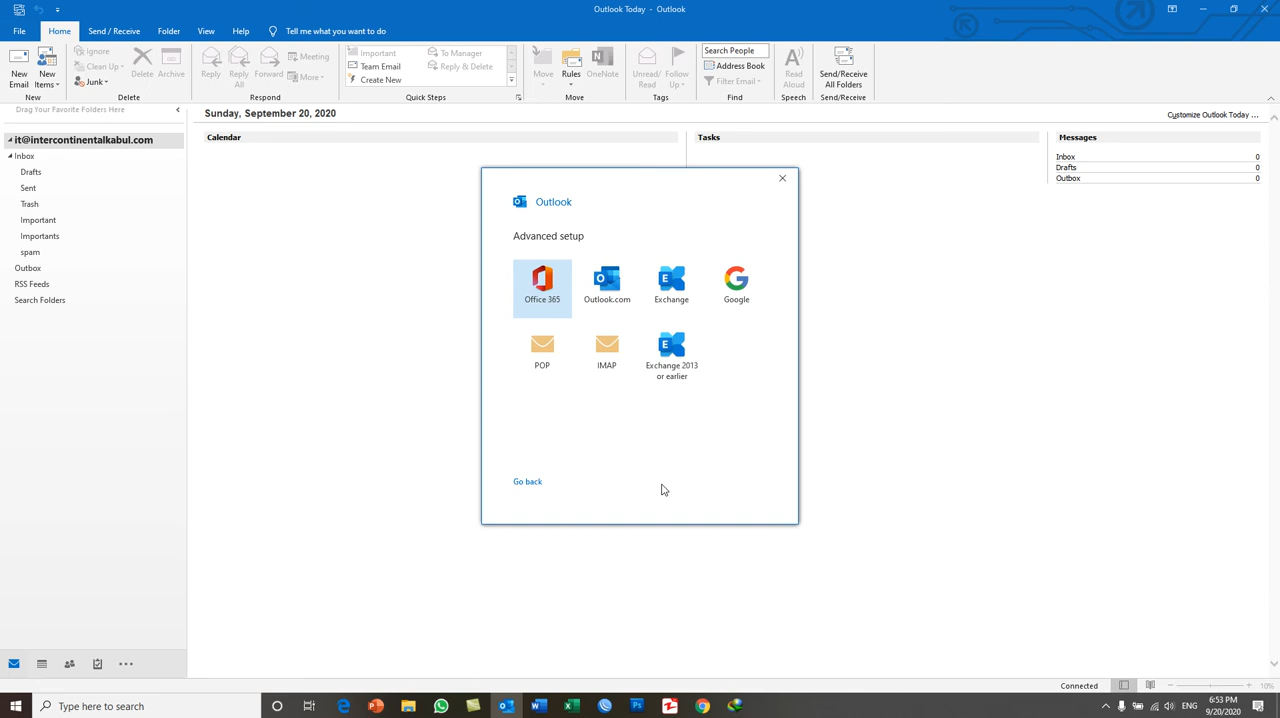 Outlook Today - Outlook
File
Home
Send / Receive
Folder
View
Help
Tell me what you want to do
New
Email
New
Items
New
Ignore
Clean Up
Junk
Delete
Archive
Delete
Reply
Reply
All
Forward
Meeting
More
Respond
Important
Team Email
Create New
To Manager
Reply & Delete
Quick Steps
Move
Rules
OneNote
Move
Unread/
Read
Follow
Up
Tags
Search People
Address Book
Filter Email
Find
Read
Aloud
Speech
Send/Receive
All Folders
Send/Receive
Drag Your Favorite Folders Here
it@intercontinentalkabul.com
Inbox
Drafts
Sent
Trash
Important
Importants
spam
Outbox
RSS Feeds
Search Folders
Sunday, September 20, 2020
Customize Outlook Today ...
Calendar
Tasks
Messages
Inbox 0
Drafts 0
Outbox 0
Outlook
Advanced setup
Office 365
Outlook.com
Exchange
Google
POP
IMAP
Exchange 2013
or earlier
Go back
Connected
10%
Type here to search
6:53 PM
9/20/2020